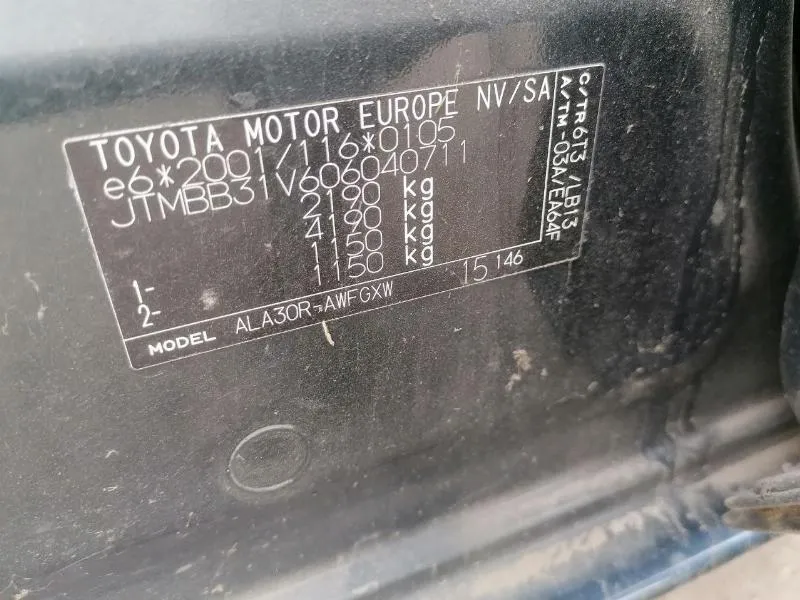 TOYOTA MOTOR EUROPE NV/SA
e6*2001/116*0105
JTMBB31V606040711
2190 kg
4190 kg
1- 1150 kg
2- 1150 kg
MODEL ALA30R-AWFGXW 15 146
C/TR6T3 /LB13
A/TM-03A/EA64F